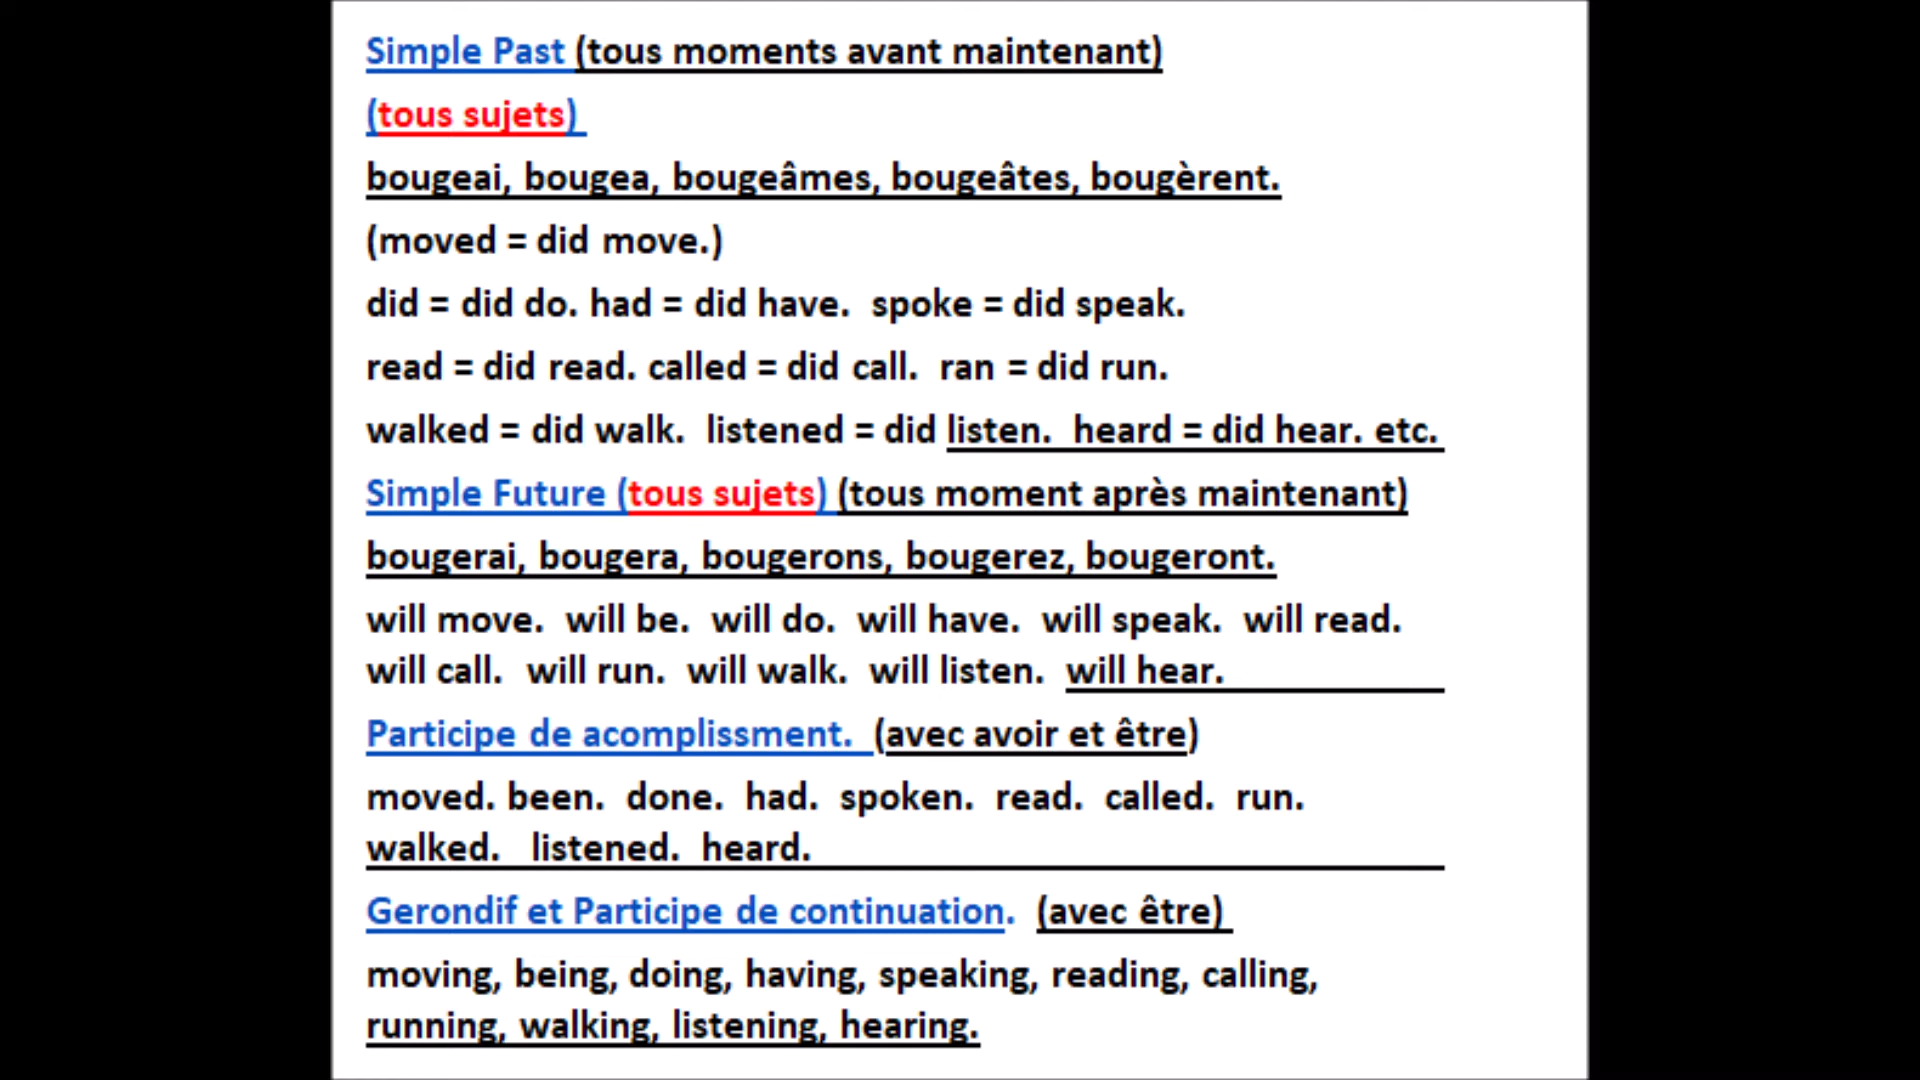 Simple Past (tous moments avant maintenant)
(tous sujets)
bougeai, bougea, bougeâmes, bougeâtes, bougèrent.
(moved = did move.)
did = did do. had = did have. spoke = did speak.
read = did read. called = did call. ran = did run.
walked = did walk. listened = did listen. heard = did hear. etc.
Simple Future (tous sujets) (tous moment après maintenant)
bougerai, bougera, bougerons, bougerez, bougeront.
will move. will be. will do. will have. will speak. will read.
will call. will run. will walk. will listen. will hear.
Participe de acomplissment. (avec avoir et être)
moved. been. done. had. spoken. read. called. run.
walked. listened. heard.
Gerondif et Participe de continuation. (avec être)
moving, being, doing, having, speaking, reading, calling,
running, walking, listening, hearing.